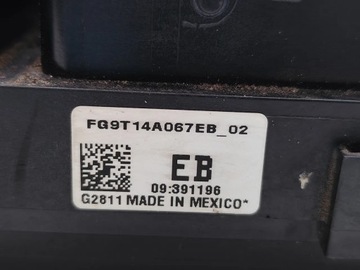 FG9T14A067EB_02
EB
09:391196
G2811 MADE IN MEXICO*